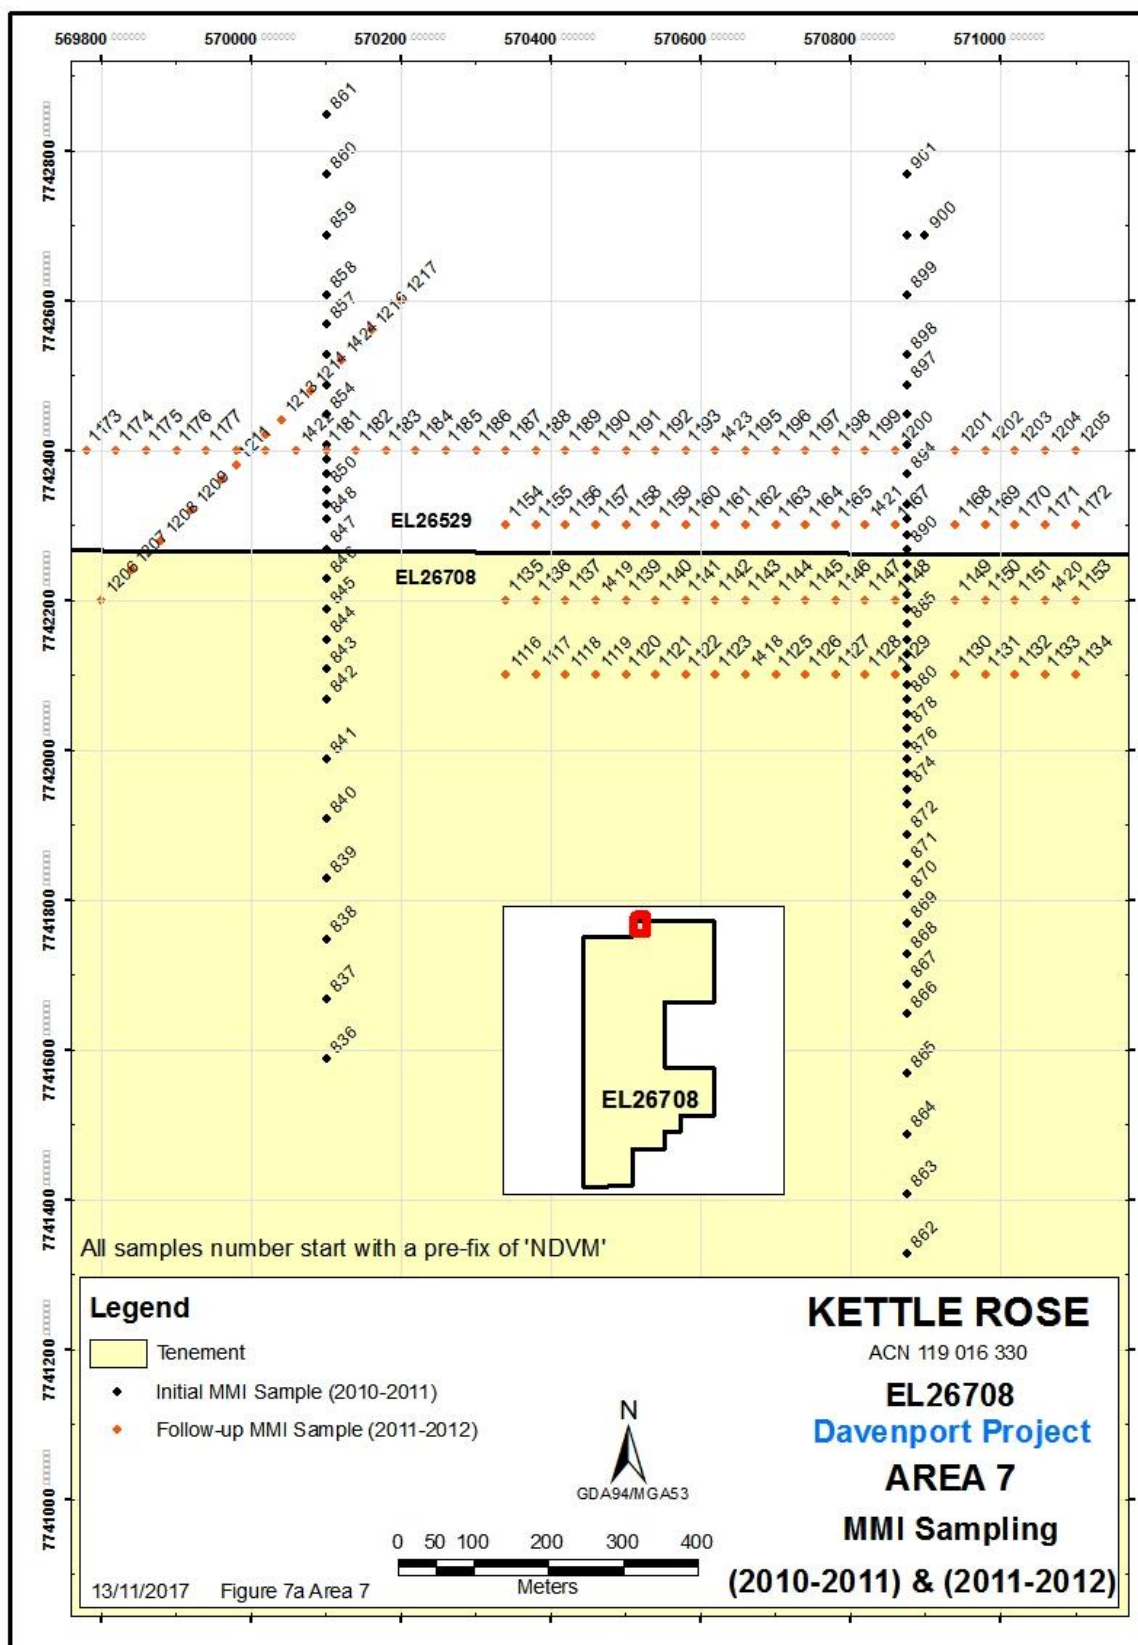 569800 570000 570200 570400 570600 570800 571000
7742800
7742600
7742400
7742200
7742000
7741800
7741600
7741400
7741200
7741000
861
860
859
858
857
854
850
848
847
846
845
844
843
842
841
840
839
838
837
836
901
900
899
898
897
894
890
885
880
878
876
874
872
871
870
869
868
867
866
865
864
863
862
1206 1207 1208 1209 1211 1213 1214 1424 1216 1217
1173 1174 1175 1176 1177 1422 1181 1182 1183 1184 1185 1186 1187 1188 1189 1190 1191 1192 1193 1423 1195 1196 1197 1198 1199 1200 1201 1202 1203 1204 1205
1154 1155 1156 1157 1158 1159 1160 1161 1162 1163 1164 1165 1421 1167 1168 1169 1170 1171 1172
EL26529
EL26708
1135 1136 1137 1419 1139 1140 1141 1142 1143 1144 1145 1146 1147 1148 1149 1150 1151 1420 1153
1116 1117 1118 1119 1120 1121 1122 1123 1418 1125 1126 1127 1128 1129 1130 1131 1132 1133 1134
EL26708
All samples number start with a pre-fix of 'NDVM'
Legend
Tenement
Initial MMI Sample (2010-2011)
Follow-up MMI Sample (2011-2012)
N
GDA94/MGA53
0 50 100 200 300 400
Meters
13/11/2017 Figure 7a Area 7
KETTLE ROSE
ACN 119 016 330
EL26708
Davenport Project
AREA 7
MMI Sampling
(2010-2011) & (2011-2012)